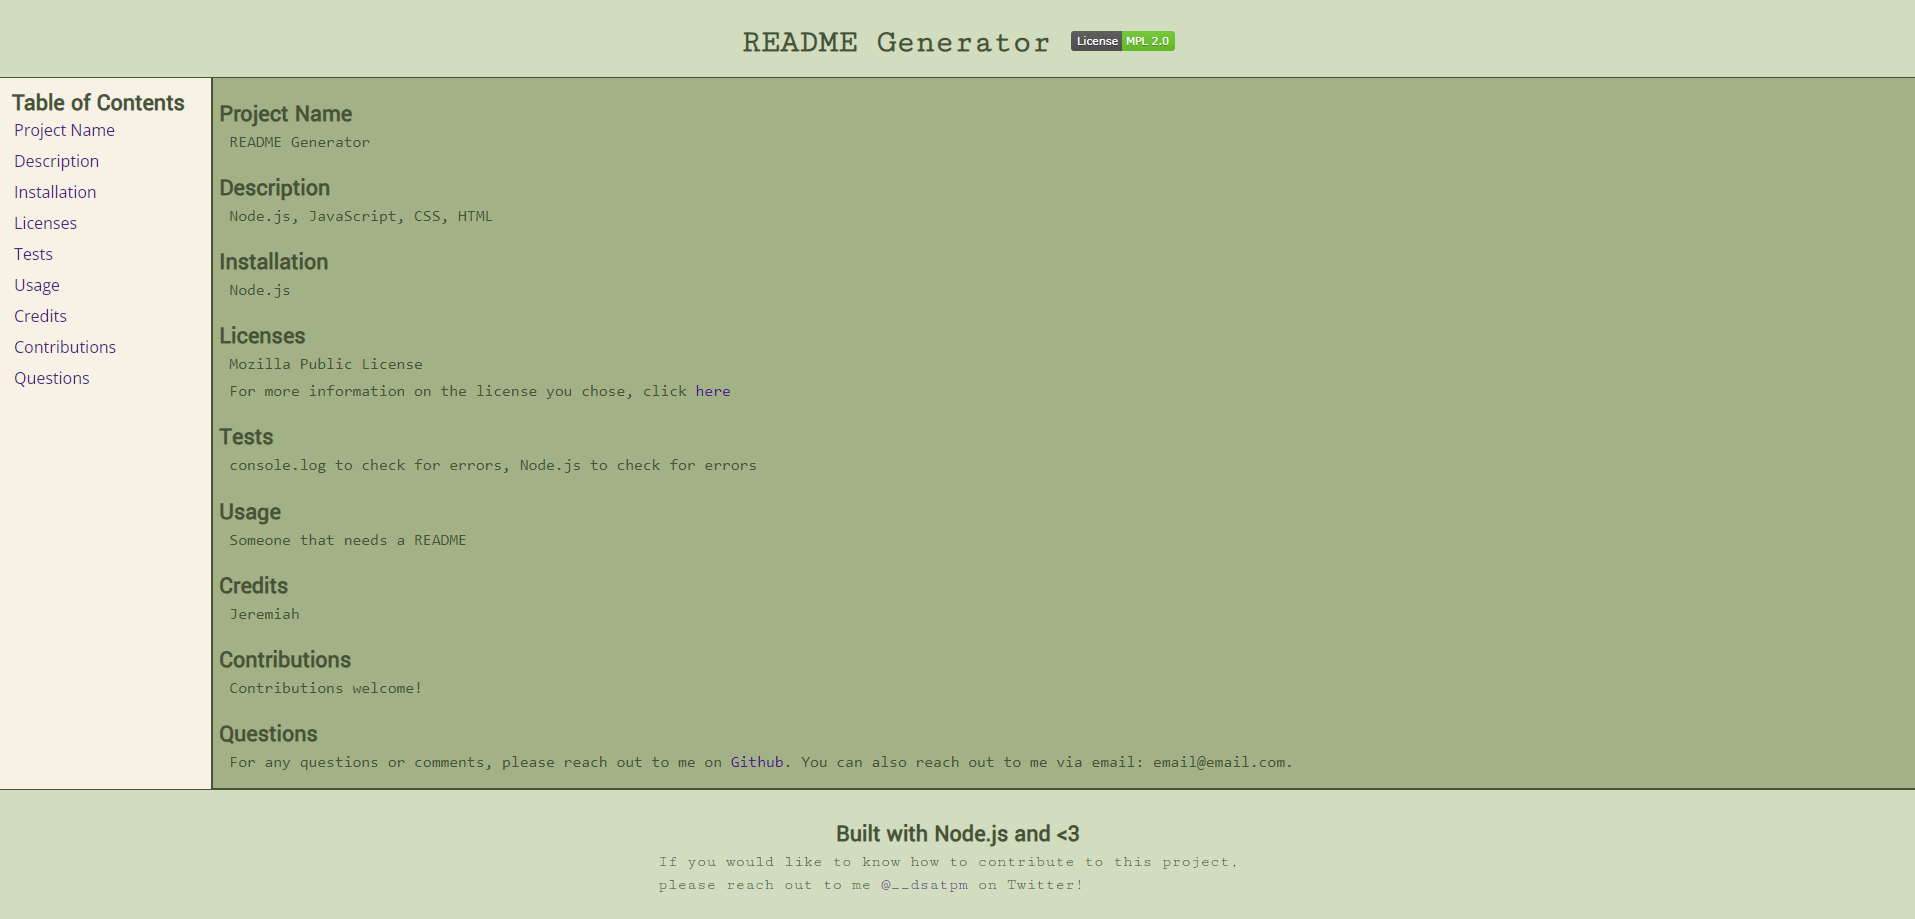 README Generator License MPL 2.0
Table of Contents
Project Name
Description
Installation
Licenses
Tests
Usage
Credits
Contributions
Questions
Project Name
README Generator
Description
Node.js, JavaScript, CSS, HTML
Installation
Node.js
Licenses
Mozilla Public License
For more information on the license you chose, click here
Tests
console.log to check for errors, Node.js to check for errors
Usage
Someone that needs a README
Credits
Jeremiah
Contributions
Contributions welcome!
Questions
For any questions or comments, please reach out to me on Github. You can also reach out to me via email: email@email.com.
Built with Node.js and <3
If you would like to know how to contribute to this project,
please reach out to me @__dsatpm on Twitter!